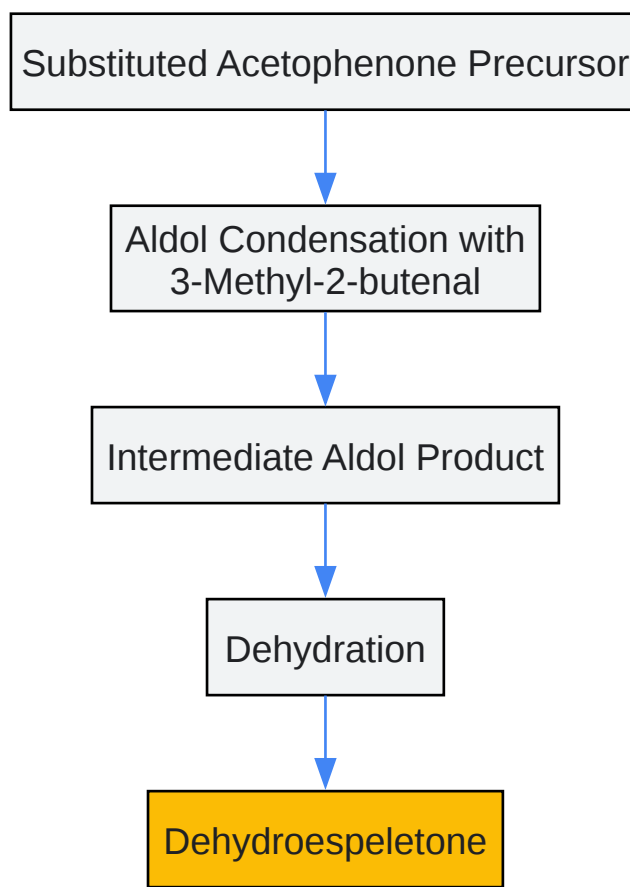 Substituted Acetophenone Precursor
Aldol Condensation with
3-Methyl-2-butenal
Intermediate Aldol Product
Dehydration
Dehydroespeletone